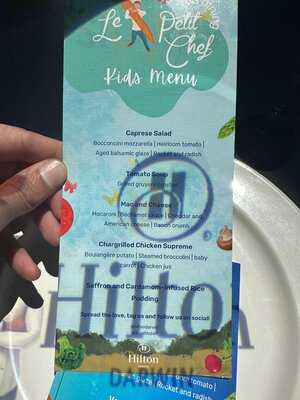 Le Petit
Chef
Kids Menu
Caprese Salad
Bocconcini mozzarella | Heirloom tomato |
Aged balsamic glaze | Rocket and radish
Tomato Soup
Grilled gruyere
Mac and Cheese
Macaroni | Bechamel sauce | Cheddar and
American cheese | Bacon crumb
Chargrilled Chicken Supreme
Boulangère potato | Steamed broccolini | baby
carrot | Chicken jus
Saffron and Cardamom-infused Rice
Pudding
Spread the love, tag us and follow us on social!
Hilton
DARWIN
Hilton
tomato |
Rocket and radish